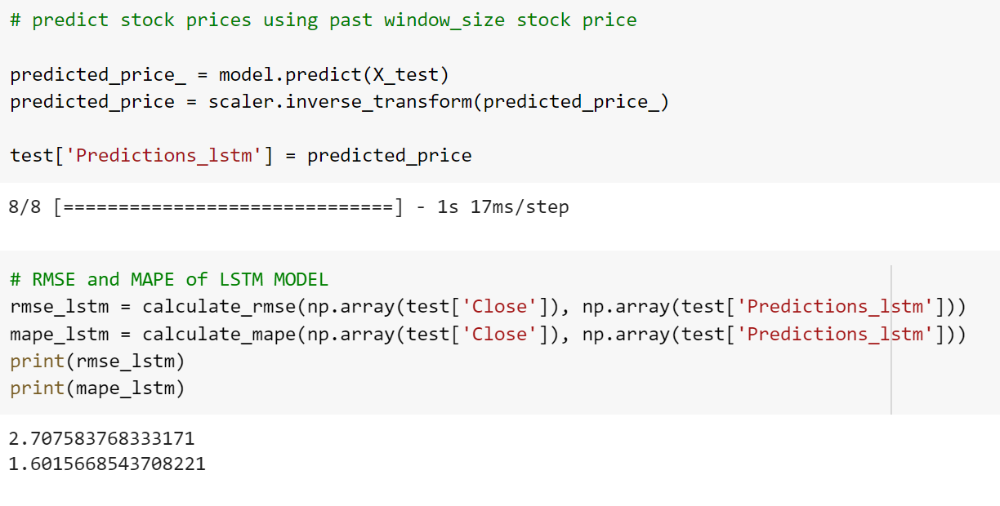 # predict stock prices using past window_size stock price
predicted_price_ = model.predict(X_test)
predicted_price = scaler.inverse_transform(predicted_price_)
test['Predictions_lstm'] = predicted_price
8/8 [==============================] - 1s 17ms/step
# RMSE and MAPE of LSTM MODEL
rmse_lstm = calculate_rmse(np.array(test['Close']), np.array(test['Predictions_lstm']))
mape_lstm = calculate_mape(np.array(test['Close']), np.array(test['Predictions_lstm']))
print(rmse_lstm)
print(mape_lstm)
2.707583768333171
1.6015668543708221